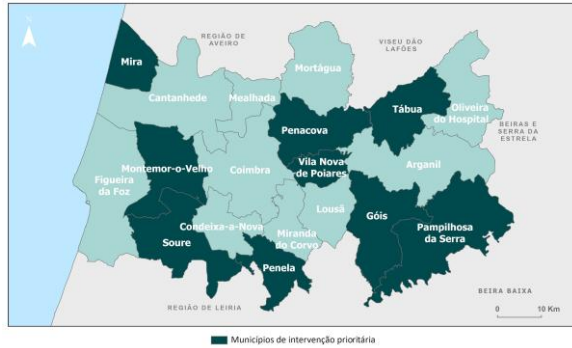 N
REGIÃO DE
AVEIRO
VISEU DÃO
LAFÕES
Mira
Mortágua
Cantanhede
Mealhada
Tábua
Oliveira
do Hospital
Penacova
BEIRAS E
SERRA DA
ESTRELA
Montemor-o-Velho
Coimbra
Vila Nova
de Poiares
Arganil
Figueira
da Foz
Lousã
Góis
Condeixa-a-Nova
Miranda
do Corvo
Pampilhosa
da Serra
Soure
Penela
REGIÃO DE LEIRIA
BEIRA BAIXA
0 10 Km
Municípios de intervenção prioritária